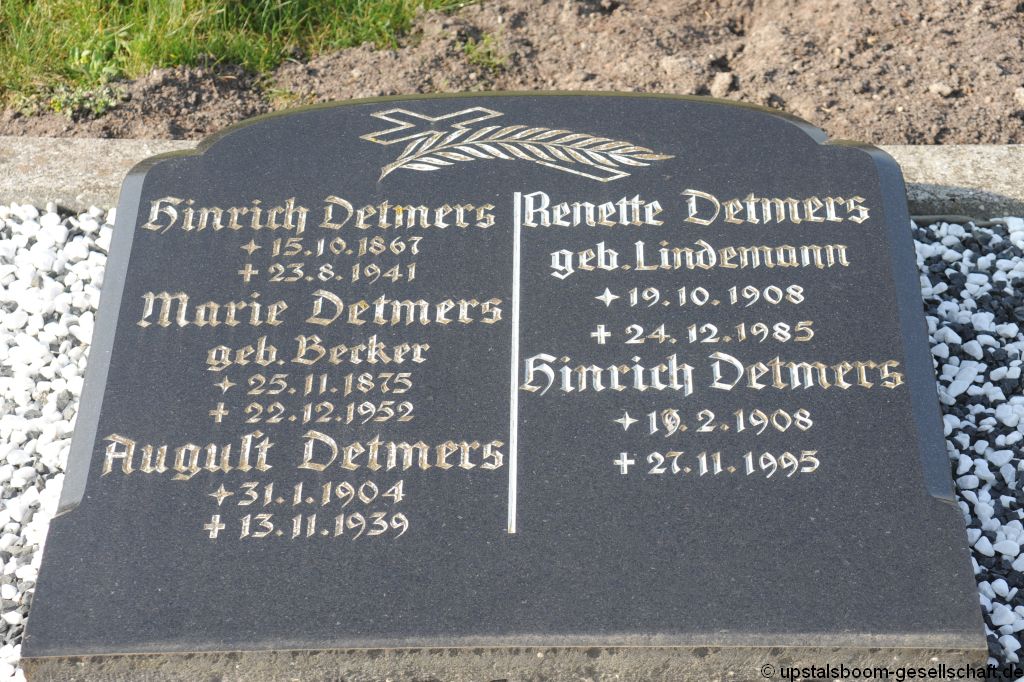 Hinrich Detmers
✦ 15.10.1867
✝ 23.8.1941
Marie Detmers
geb. Becker
✦ 25.11.1875
✝ 22.12.1952
August Detmers
✦ 31.1.1904
✝ 13.11.1939
Renette Detmers
geb. Lindemann
✦ 19.10.1908
✝ 24.12.1985
Hinrich Detmers
✦ 19.2.1908
✝ 27.11.1995
© upstalsboom-gesellschaft.de